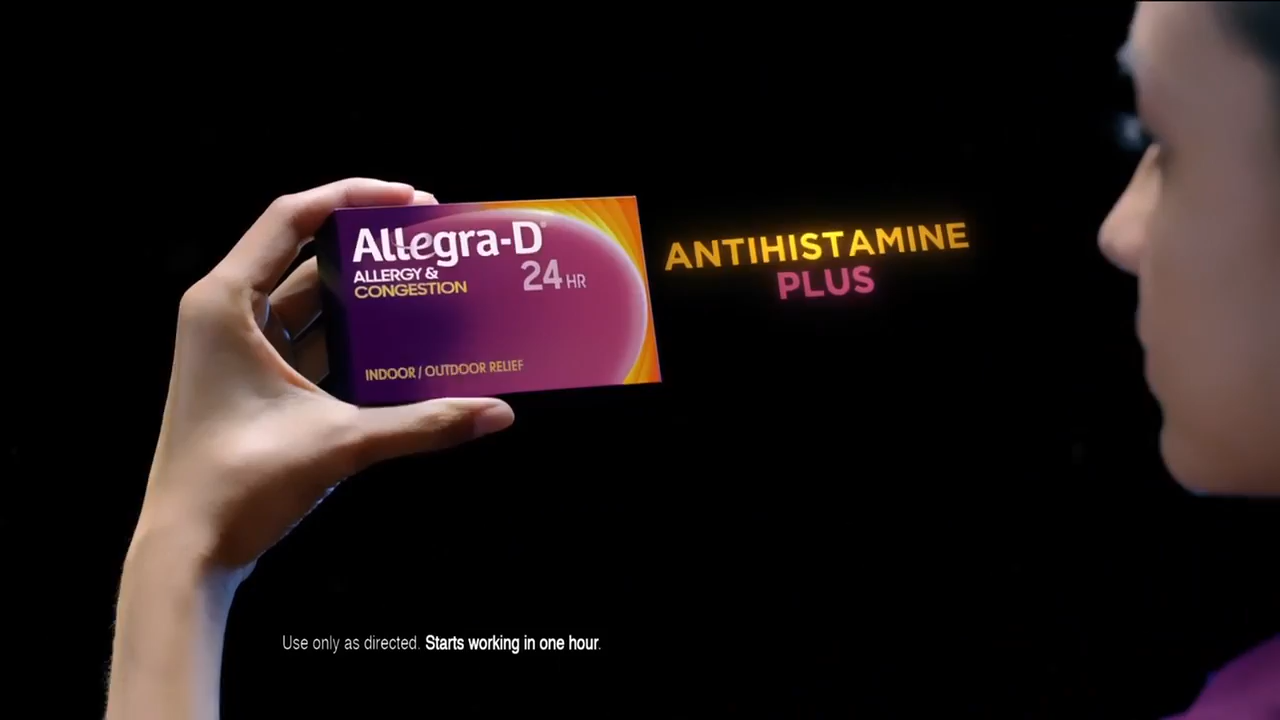 Allegra-D®
24 HR
ALLERGY &
CONGESTION
INDOOR / OUTDOOR RELIEF
ANTIHISTAMINE
PLUS
Use only as directed. Starts working in one hour.